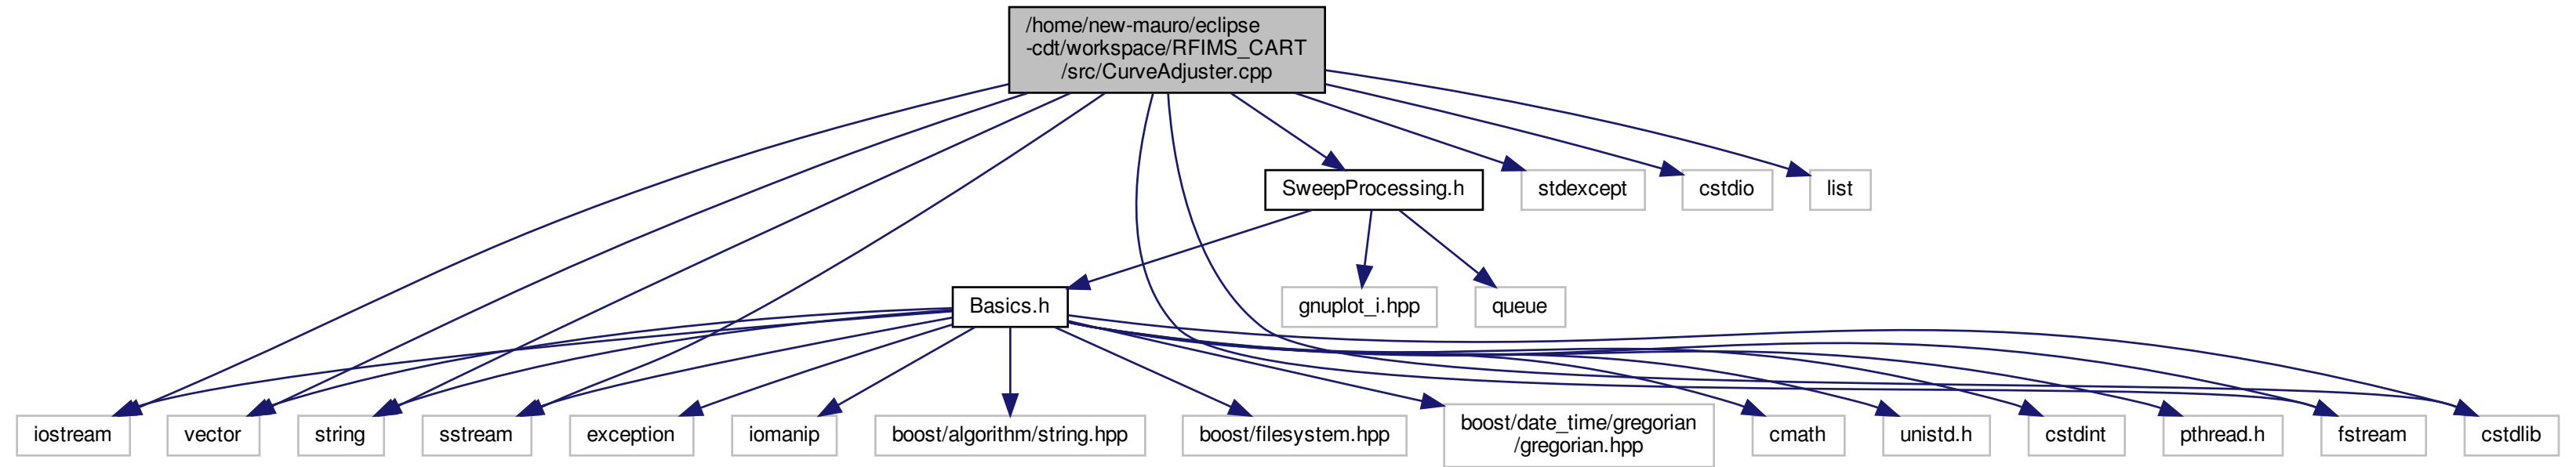 /home/new-mauro/eclipse
-cdt/workspace/RFIMS_CART
/src/CurveAdjuster.cpp
SweepProcessing.h
stdexcept
cstdio
list
Basics.h
gnuplot_i.hpp
queue
iostream
vector
string
sstream
exception
iomanip
boost/algorithm/string.hpp
boost/filesystem.hpp
boost/date_time/gregorian
/gregorian.hpp
cmath
unistd.h
cstdint
pthread.h
fstream
cstdlib